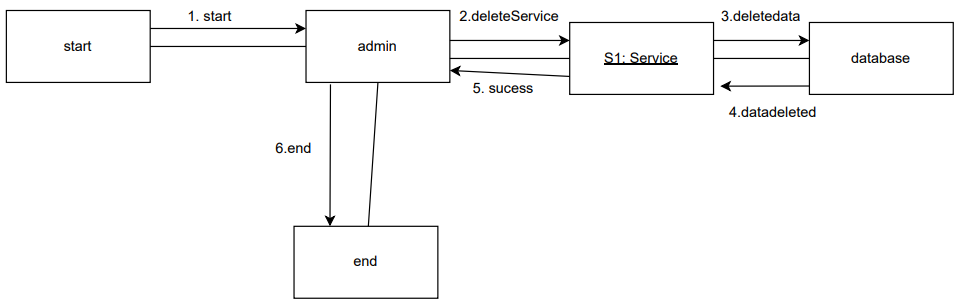 1. start
2.deleteService
3.deletedata
start
admin
S1: Service
database
5. sucess
4.datadeleted
6.end
end